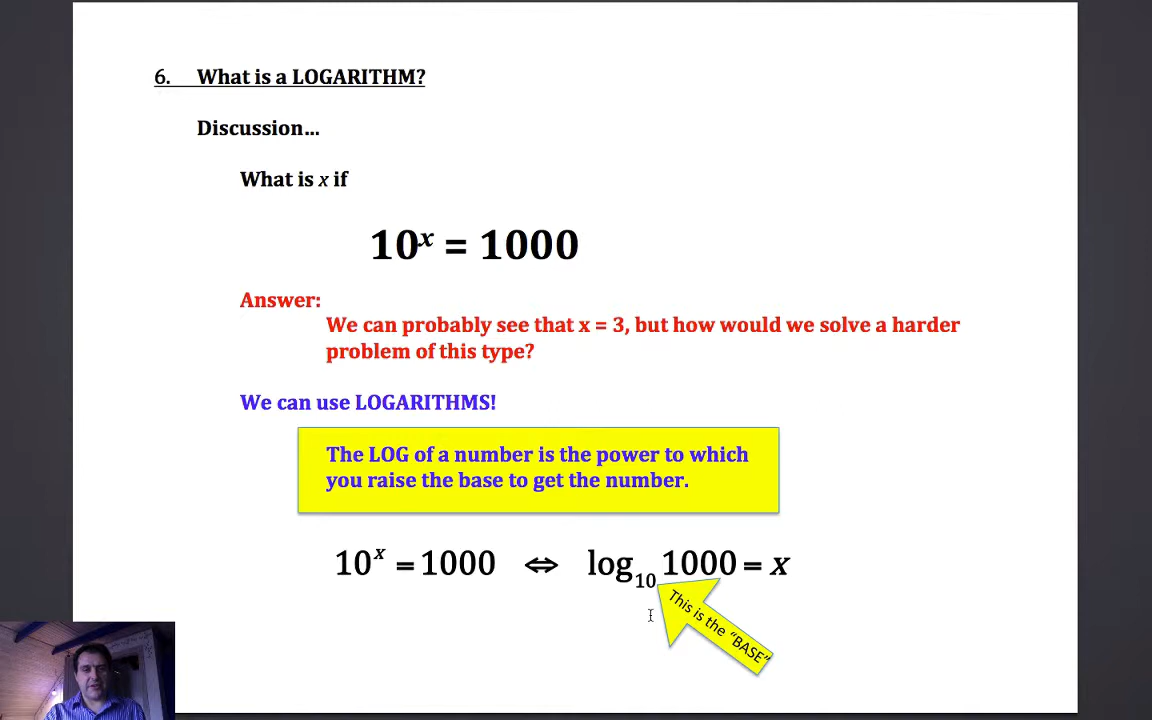 6. What is a LOGARITHM?
Discussion...
What is x if
10ˣ = 1000
Answer:
We can probably see that x = 3, but how would we solve a harder
problem of this type?
We can use LOGARITHMS!
The LOG of a number is the power to which
you raise the base to get the number.
10ˣ = 1000 ⇔ log₁₀ 1000 = x
This is the “BASE”